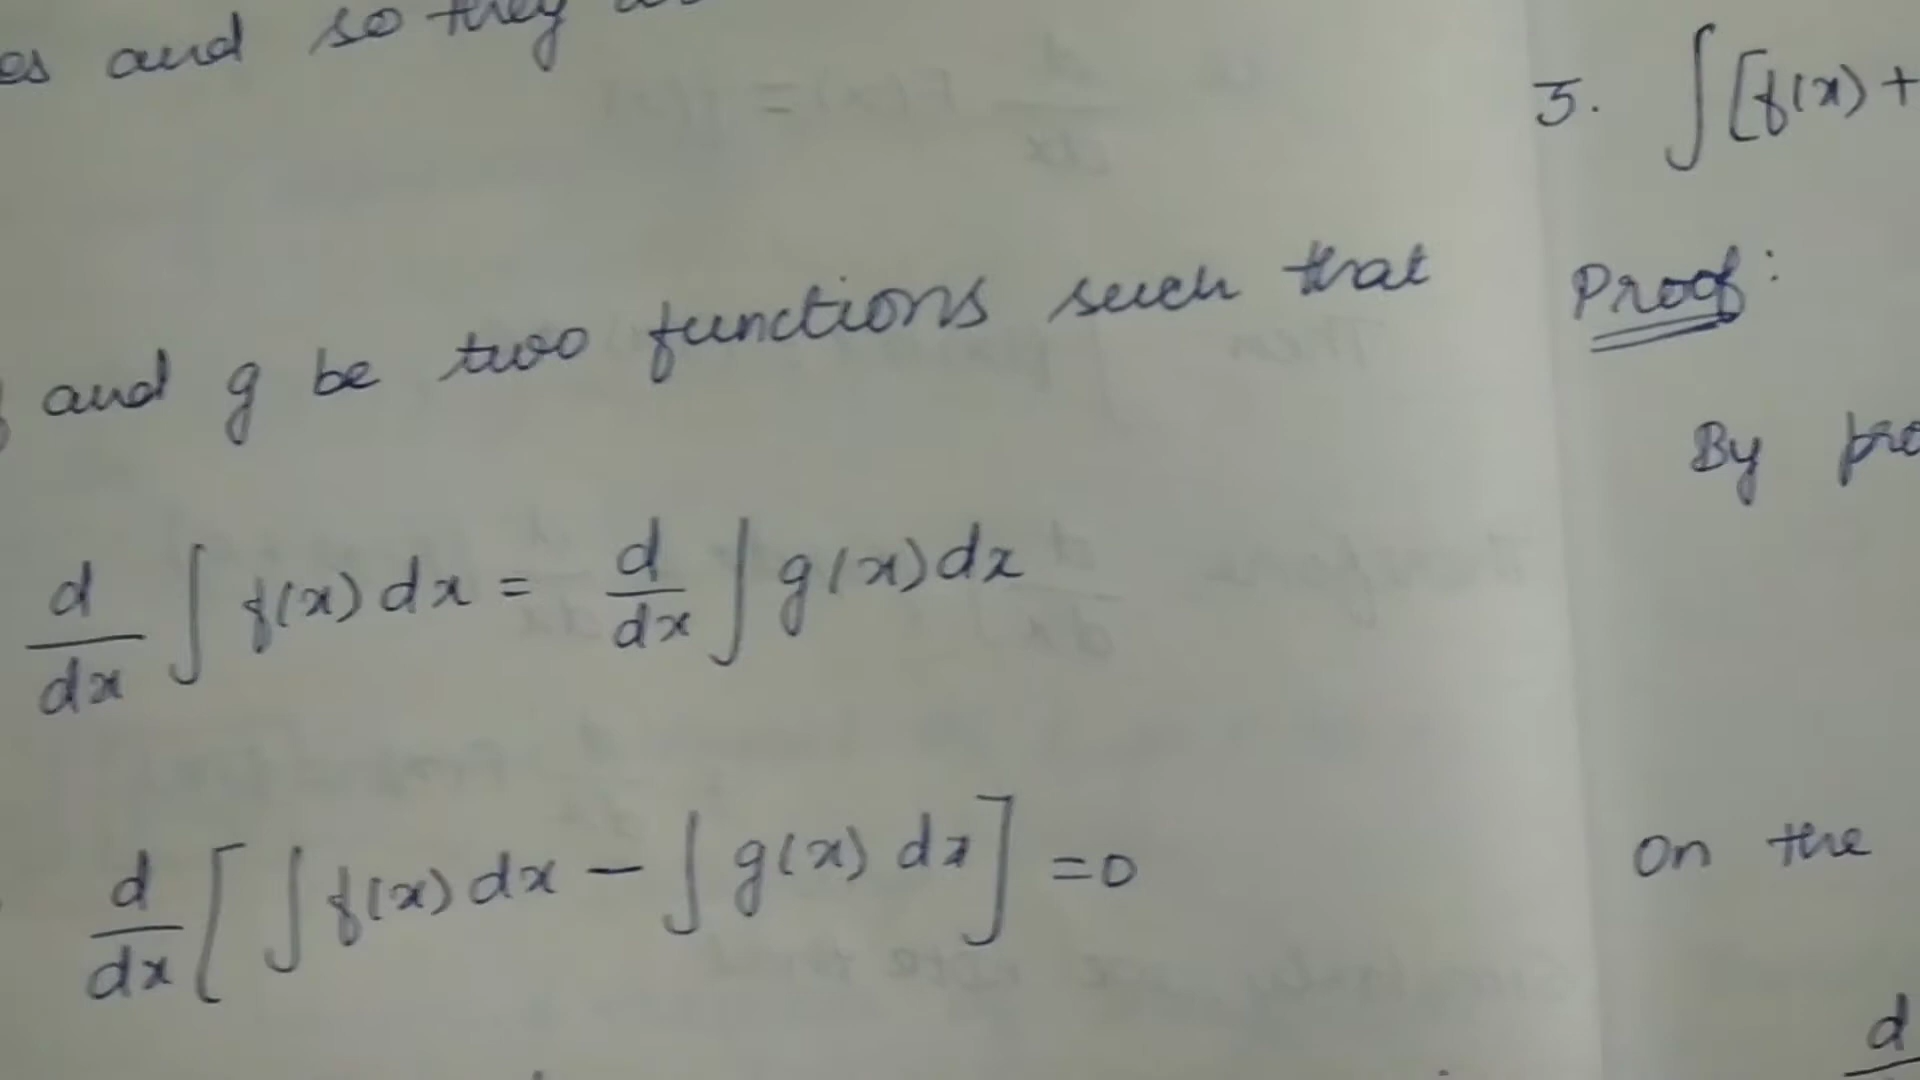 es and so they
and g be two functions such that
d/dx ∫ f(x) dx = d/dx ∫ g(x) dx
d/dx [ ∫ f(x) dx − ∫ g(x) dx ] = 0
3. ∫ [f(x) +
Proof:
By
On the
d